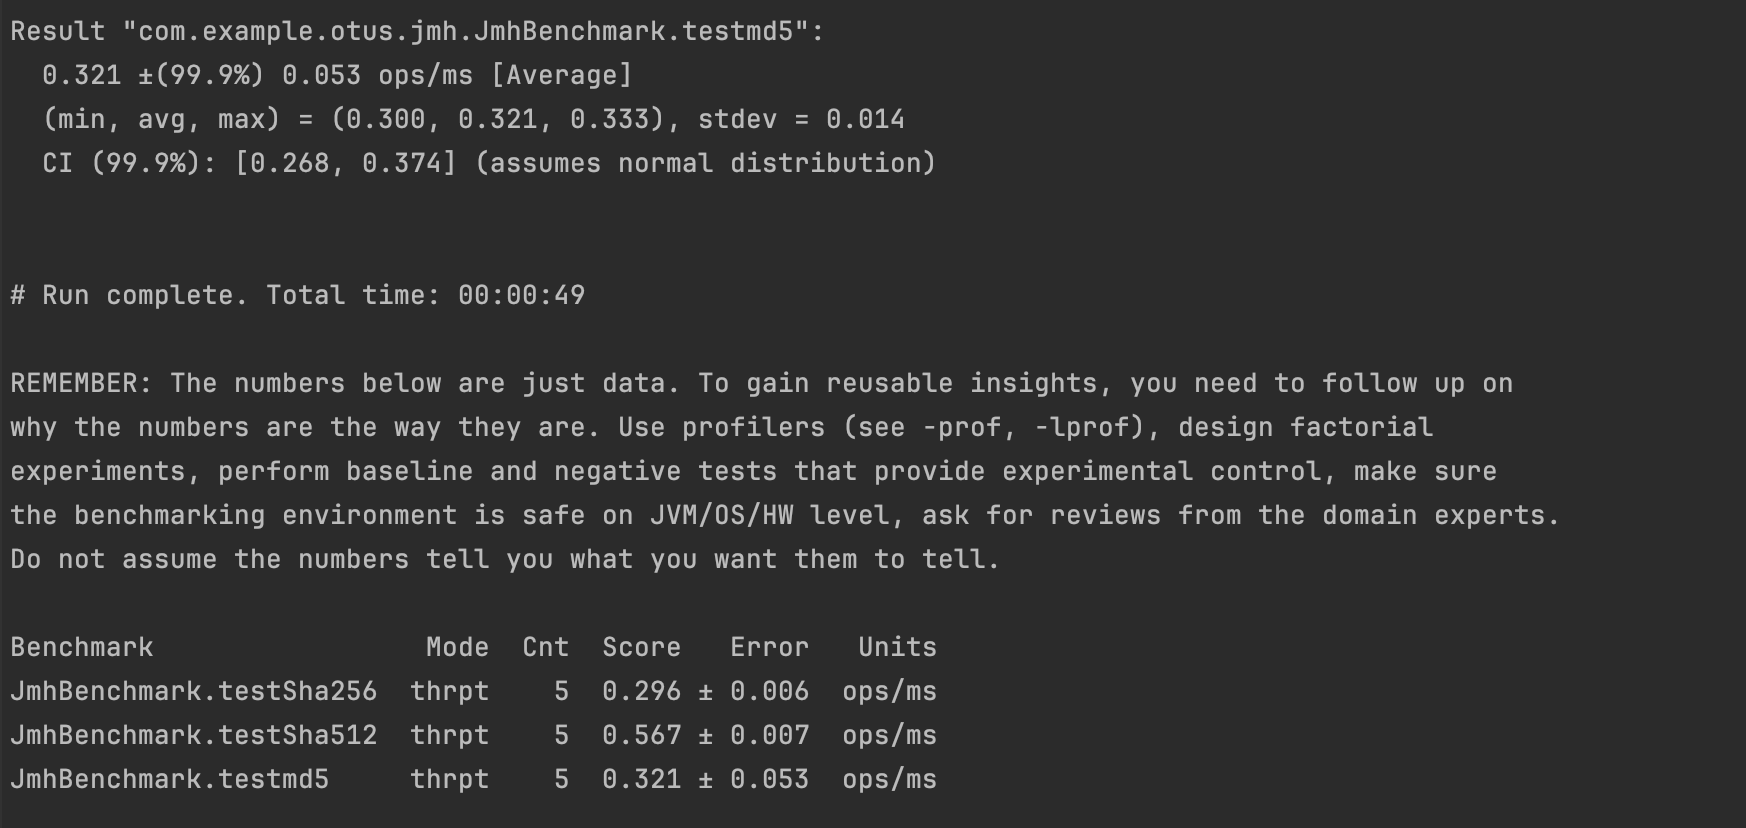 Result "com.example.otus.jmh.JmhBenchmark.testmd5":
  0.321 ±(99.9%) 0.053 ops/ms [Average]
  (min, avg, max) = (0.300, 0.321, 0.333), stdev = 0.014
  CI (99.9%): [0.268, 0.374] (assumes normal distribution)
# Run complete. Total time: 00:00:49
REMEMBER: The numbers below are just data. To gain reusable insights, you need to follow up on
why the numbers are the way they are. Use profilers (see -prof, -lprof), design factorial
experiments, perform baseline and negative tests that provide experimental control, make sure
the benchmarking environment is safe on JVM/OS/HW level, ask for reviews from the domain experts.
Do not assume the numbers tell you what you want them to tell.
Benchmark                 Mode  Cnt  Score   Error   Units
JmhBenchmark.testSha256  thrpt    5  0.296 ± 0.006  ops/ms
JmhBenchmark.testSha512  thrpt    5  0.567 ± 0.007  ops/ms
JmhBenchmark.testmd5     thrpt    5  0.321 ± 0.053  ops/ms